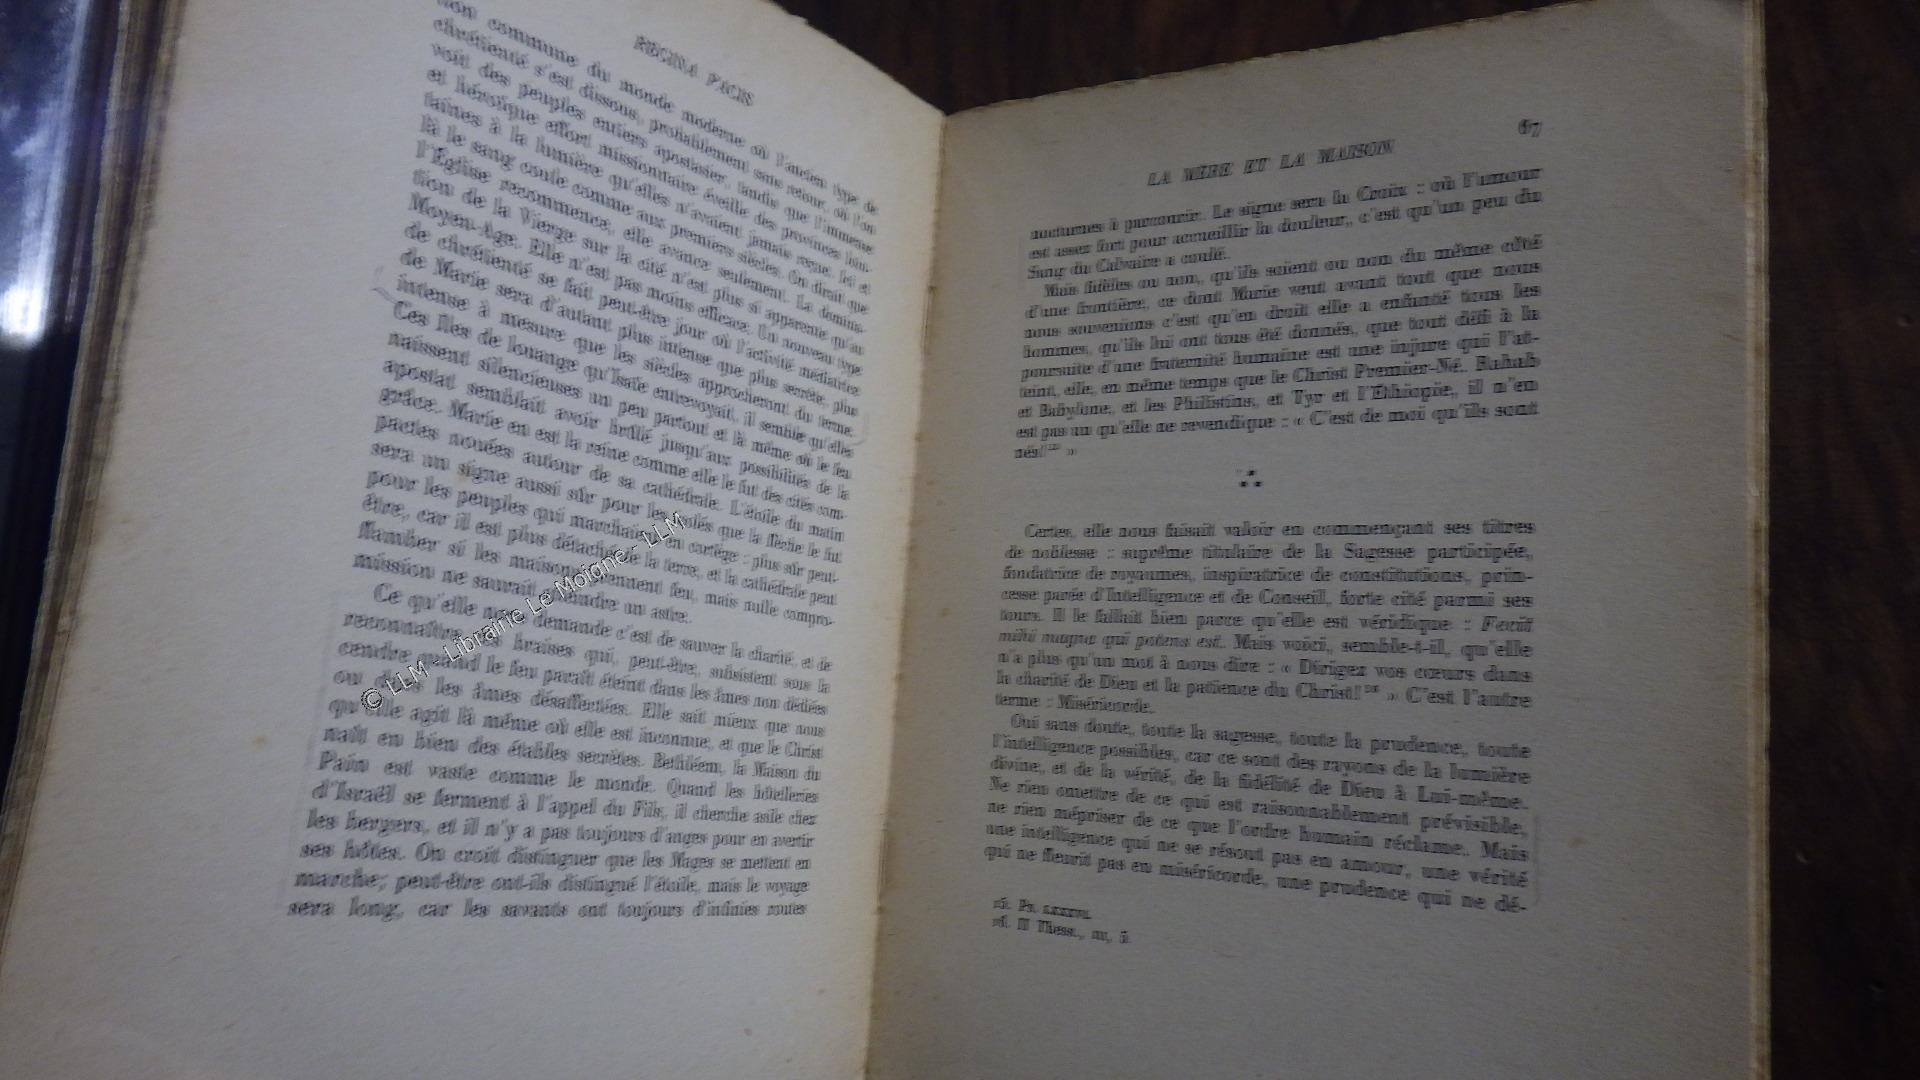 REGINA PACIS
tion commune du monde moderne où l'ancien type de
chrétienté s'est dissous, probablement sans retour, où l'on
voit des peuples entiers apostasier, tandis que l'immense
et héroïque effort missionnaire éveille des provinces loin-
taines à la lumière qu'elles n'avaient jamais reçue. Ici et
là le sang coule comme aux premiers siècles. On dirait que
l'Église recommence, elle avance seulement. La domina-
tion de la Vierge sur la cité n'est plus si apparente qu'au
Moyen-Age. Elle n'est pas moins efficace. Un nouveau type
de chrétienté se fait peut-être jour où l'activité médiatrice
de Marie sera d'autant plus intense que plus secrète, plus
intense à mesure que les siècles approcheront du terme.
Ces îles de louange qu'Isaïe entrevoyait, il semble qu'elles
naissent silencieuses un peu partout et là même où le feu
apostat semblait avoir brûlé jusqu'aux possibilités de la
grâce. Marie en est la reine comme elle le fut des cités com-
pactes nouées autour de sa cathédrale. L'étoile du matin
sera un signe aussi sûr pour les isolés que la flèche le fut
pour les peuples qui marchaient en cortège : plus sûr peut-
être, car il est plus détaché de la terre, et la cathédrale peut
flamber si les maisons prennent feu, mais nulle compro-
mission ne saurait éteindre un astre.
Ce qu'elle nous demande c'est de sauver la charité, et de
reconnaître les braises qui, peut-être, subsistent sous la
cendre quand le feu paraît éteint dans les âmes non dédiées
ou dans les âmes désaffectées. Elle sait mieux que nous
qu'elle agit là même où elle est inconnue, et que le Christ
naît en bien des étables secrètes. Bethléem, la Maison du
Pain est vaste comme le monde. Quand les hôtelleries
d'Israël se ferment à l'appel du Fils, il cherche asile chez
les bergers, et il n'y a pas toujours d'anges pour en avertir
ses hôtes. On croit distinguer que les Mages se mettent en
marche; peut-être ont-ils distingué l'étoile, mais le voyage
sera long, car les savants ont toujours d'infinies routes
© LLM - Librairie Le Moigne - LLM
LA MÈRE ET LA MAISON 67
nocturnes à parcourir. Le signe sera la Croix : où l'amour
est assez fort pour accueillir la douleur, c'est qu'un peu du
Sang du Calvaire a coulé.
Mais fidèles ou non, qu'ils soient ou non du même côté
d'une frontière, ce dont Marie veut avant tout que nous
nous souvenions c'est qu'en droit elle a enfanté tous les
hommes, qu'ils lui ont tous été donnés, que tout défi à la
poursuite d'une fraternité humaine est une injure qui l'at-
teint, elle, en même temps que le Christ Premier-Né. Rahab
et Babylone, et les Philistins, et Tyr et l'Éthiopie, il n'en
est pas un qu'elle ne revendique : « C'est de moi qu'ils sont
nés! »
Certes, elle nous faisait valoir en commençant ses titres
de noblesse : suprême titulaire de la Sagesse participée,
fondatrice de royaumes, inspiratrice de constitutions, prin-
cesse parée d'Intelligence et de Conseil, forte cité parmi ses
tours. Il le fallait bien parce qu'elle est véridique : Fecit
mihi magna qui potens est. Mais voici, semble-t-il, qu'elle
n'a plus qu'un mot à nous dire : « Dirigez vos cœurs dans
la charité de Dieu et la patience du Christ! » C'est l'autre
terme : Miséricorde.
Oui sans doute, toute la sagesse, toute la prudence, toute
l'intelligence possibles, car ce sont des rayons de la lumière
divine, et de la vérité, de la fidélité de Dieu à Lui-même.
Ne rien omettre de ce qui est raisonnablement prévisible,
ne rien mépriser de ce que l'ordre humain réclame. Mais
une intelligence qui ne se résout pas en amour, une vérité
qui ne fleurit pas en miséricorde, une prudence qui ne dé-
Ps. LXXXVI.
II Thess., III, 5.